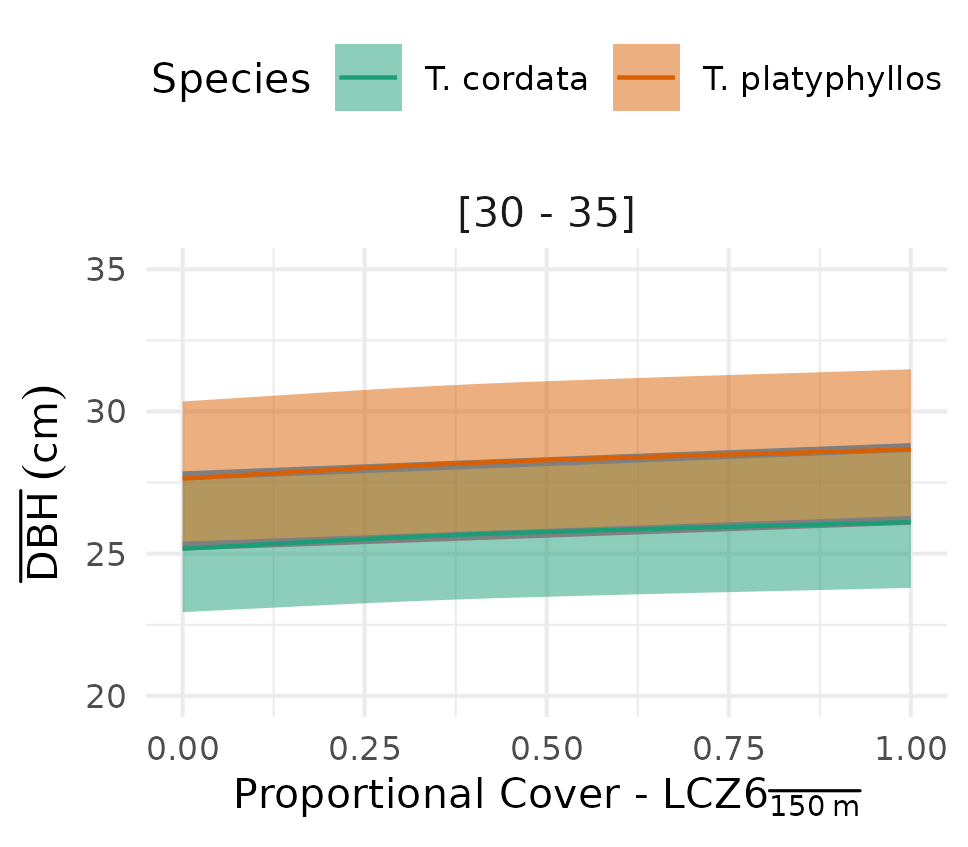 Species T. cordata T. platyphyllos
[30 - 35]
35
30
25
20
DBH (cm)
0.00 0.25 0.50 0.75 1.00
Proportional Cover - LCZ6 150 m